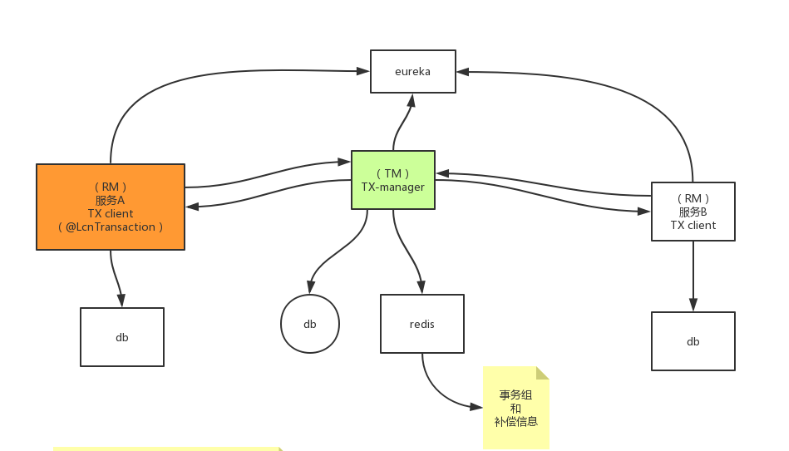 eureka
（RM）
服务A
TX client
（@LcnTransaction）
（TM）
TX-manager
（RM）
服务B
TX client
db
db
redis
db
事务组
和
补偿信息